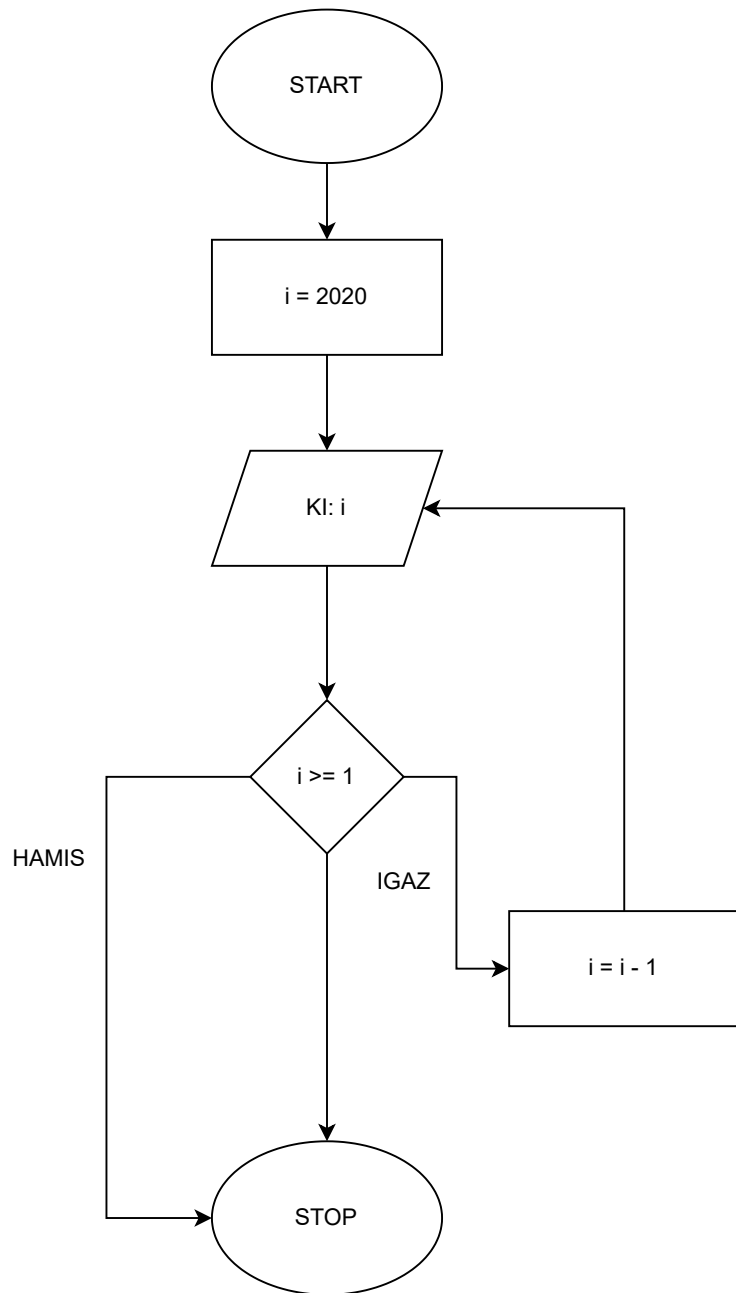 START
i = 2020
KI: i
i >= 1
HAMIS
IGAZ
i = i - 1
STOP